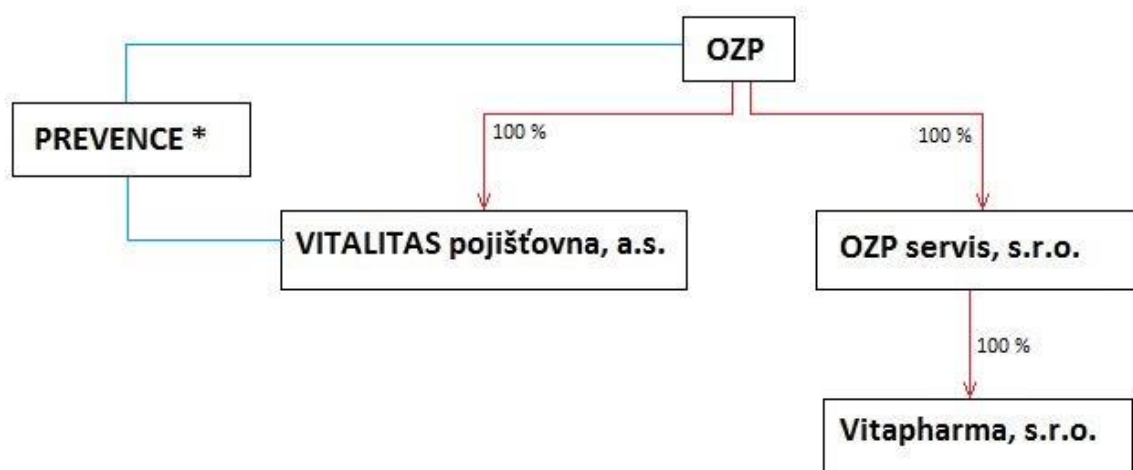 OZP
PREVENCE *
100 %
100 %
VITALITAS pojišťovna, a.s.
OZP servis, s.r.o.
100 %
Vitapharma, s.r.o.